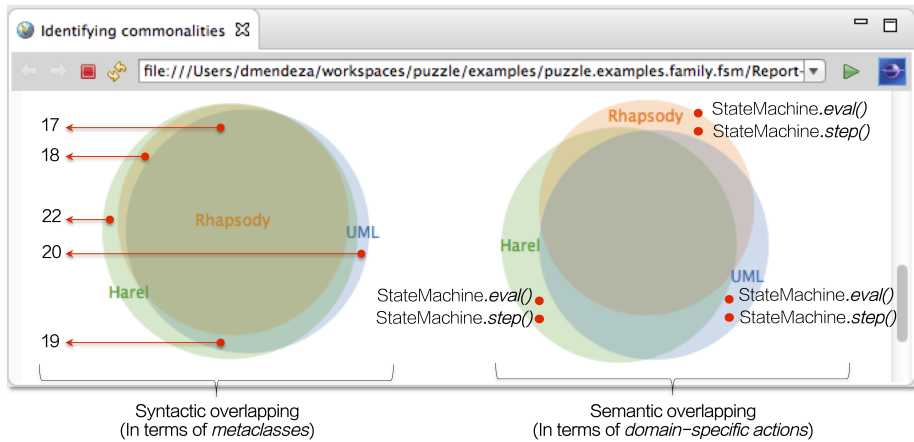 Identifying commonalities
file:///Users/dmendeza/workspaces/puzzle/examples/puzzle.examples.family.fsm/Report-
17
18
22
20
19
Rhapsody
UML
Harel
Rhapsody
StateMachine.eval()
StateMachine.step()
Harel
UML
StateMachine.eval()
StateMachine.step()
StateMachine.eval()
StateMachine.step()
Syntactic overlapping
(In terms of metaclasses)
Semantic overlapping
(In terms of domain-specific actions)